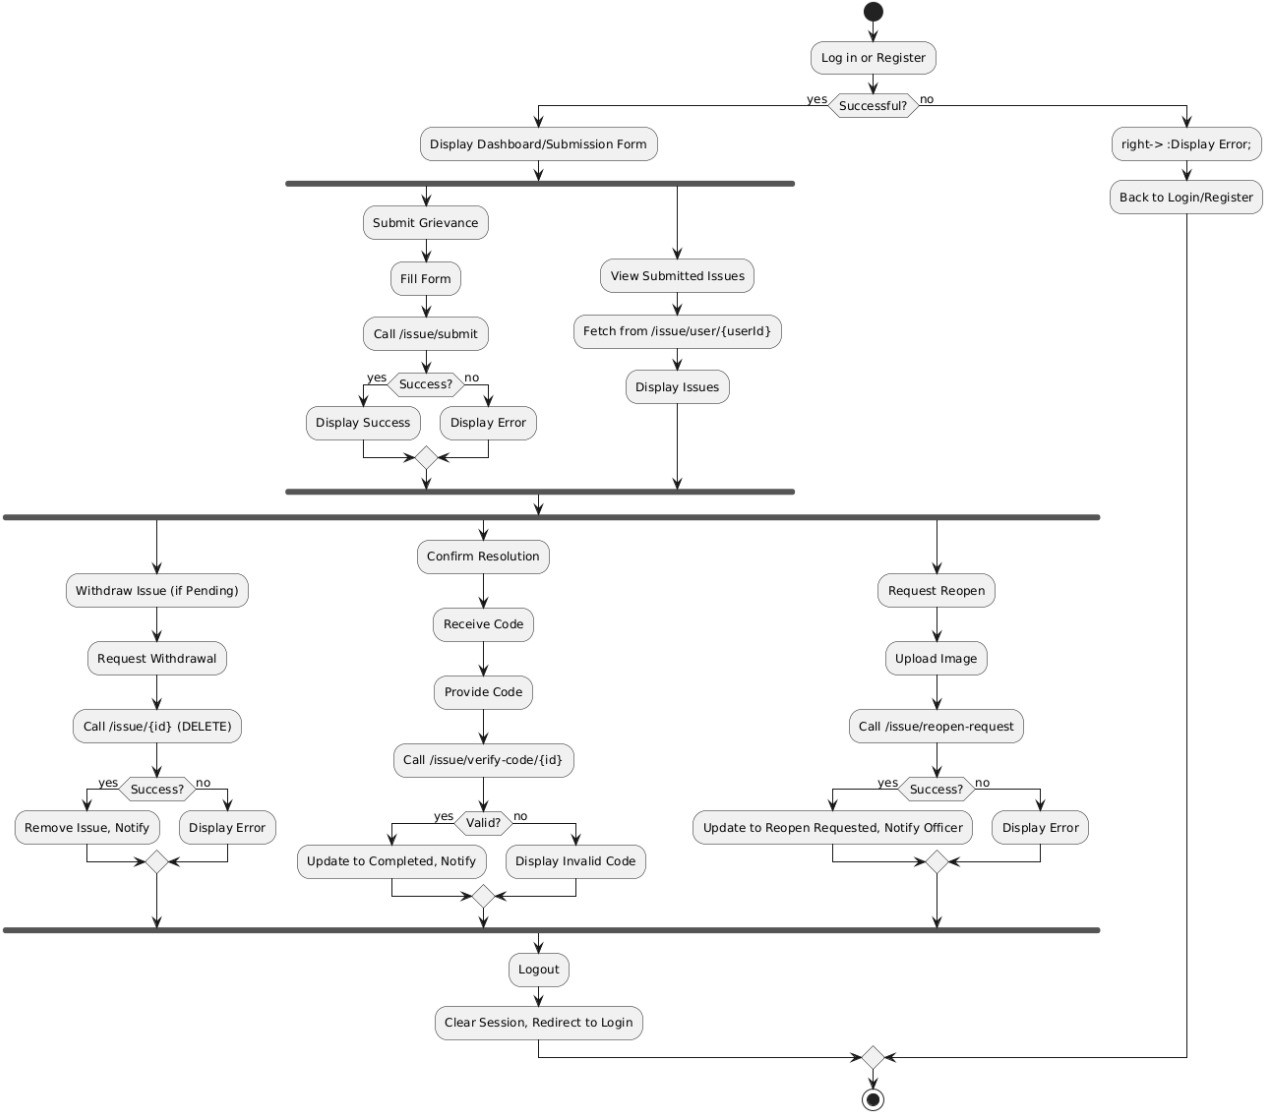 Log in or Register
yes
Successful?
no
Display Dashboard/Submission Form
right-> :Display Error;
Back to Login/Register
Submit Grievance
Fill Form
Call /issue/submit
yes
Success?
no
Display Success
Display Error
View Submitted Issues
Fetch from /issue/user/{userId}
Display Issues
Withdraw Issue (if Pending)
Request Withdrawal
Call /issue/{id} (DELETE)
yes
Success?
no
Remove Issue, Notify
Display Error
Confirm Resolution
Receive Code
Provide Code
Call /issue/verify-code/{id}
yes
Valid?
no
Update to Completed, Notify
Display Invalid Code
Request Reopen
Upload Image
Call /issue/reopen-request
yes
Success?
no
Update to Reopen Requested, Notify Officer
Display Error
Logout
Clear Session, Redirect to Login